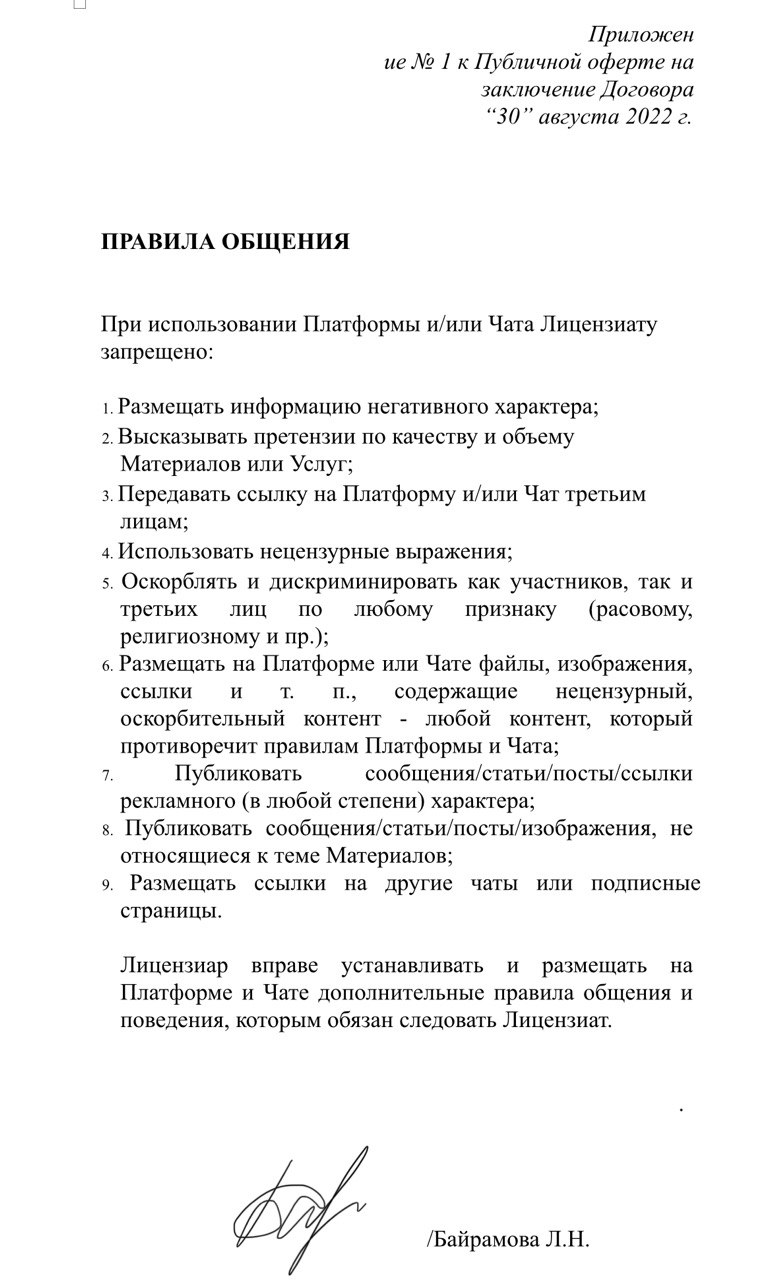 Приложен
ие № 1 к Публичной оферте на
заключение Договора
“30” августа 2022 г.
ПРАВИЛА ОБЩЕНИЯ
При использовании Платформы и/или Чата Лицензиату
запрещено:
1. Размещать информацию негативного характера;
2. Высказывать претензии по качеству и объему
Материалов или Услуг;
3. Передавать ссылку на Платформу и/или Чат третьим
лицам;
4. Использовать нецензурные выражения;
5. Оскорблять и дискриминировать как участников, так и
третьих лиц по любому признаку (расовому,
религиозному и пр.);
6. Размещать на Платформе или Чате файлы, изображения,
ссылки и т. п., содержащие нецензурный,
оскорбительный контент - любой контент, который
противоречит правилам Платформы и Чата;
7. Публиковать сообщения/статьи/посты/ссылки
рекламного (в любой степени) характера;
8. Публиковать сообщения/статьи/посты/изображения, не
относящиеся к теме Материалов;
9. Размещать ссылки на другие чаты или подписные
страницы.
Лицензиар вправе устанавливать и размещать на
Платформе и Чате дополнительные правила общения и
поведения, которым обязан следовать Лицензиат.
.
/Байрамова Л.Н.